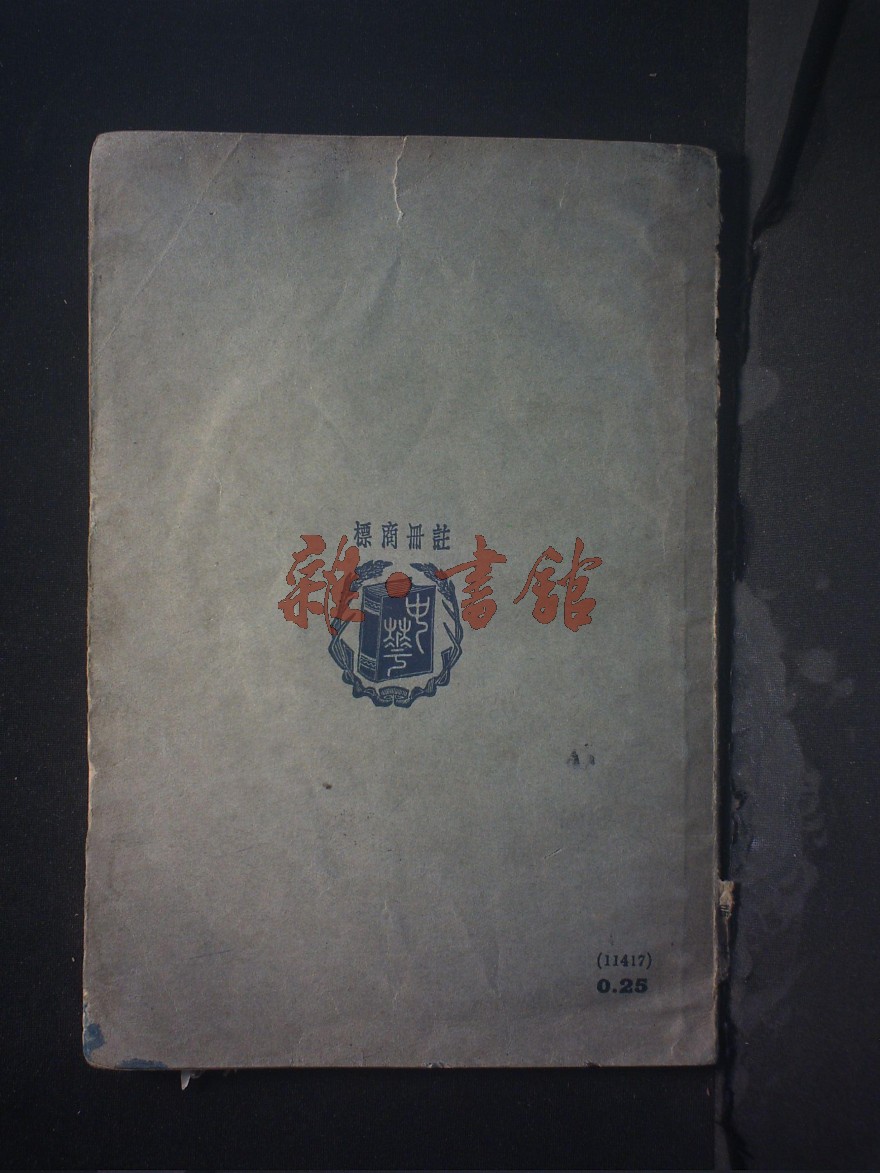 註冊商標
雜·書館
中華
(11417)
0.25